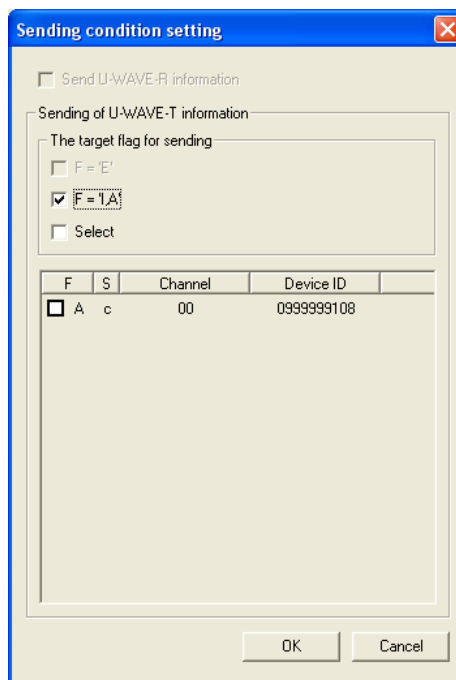 Sending condition setting
Send U-WAVE-R information
Sending of U-WAVE-T information
The target flag for sending
F = 'E'
F = 'I,A'
Select
F S Channel Device ID
A c 00 0999999108
OK Cancel